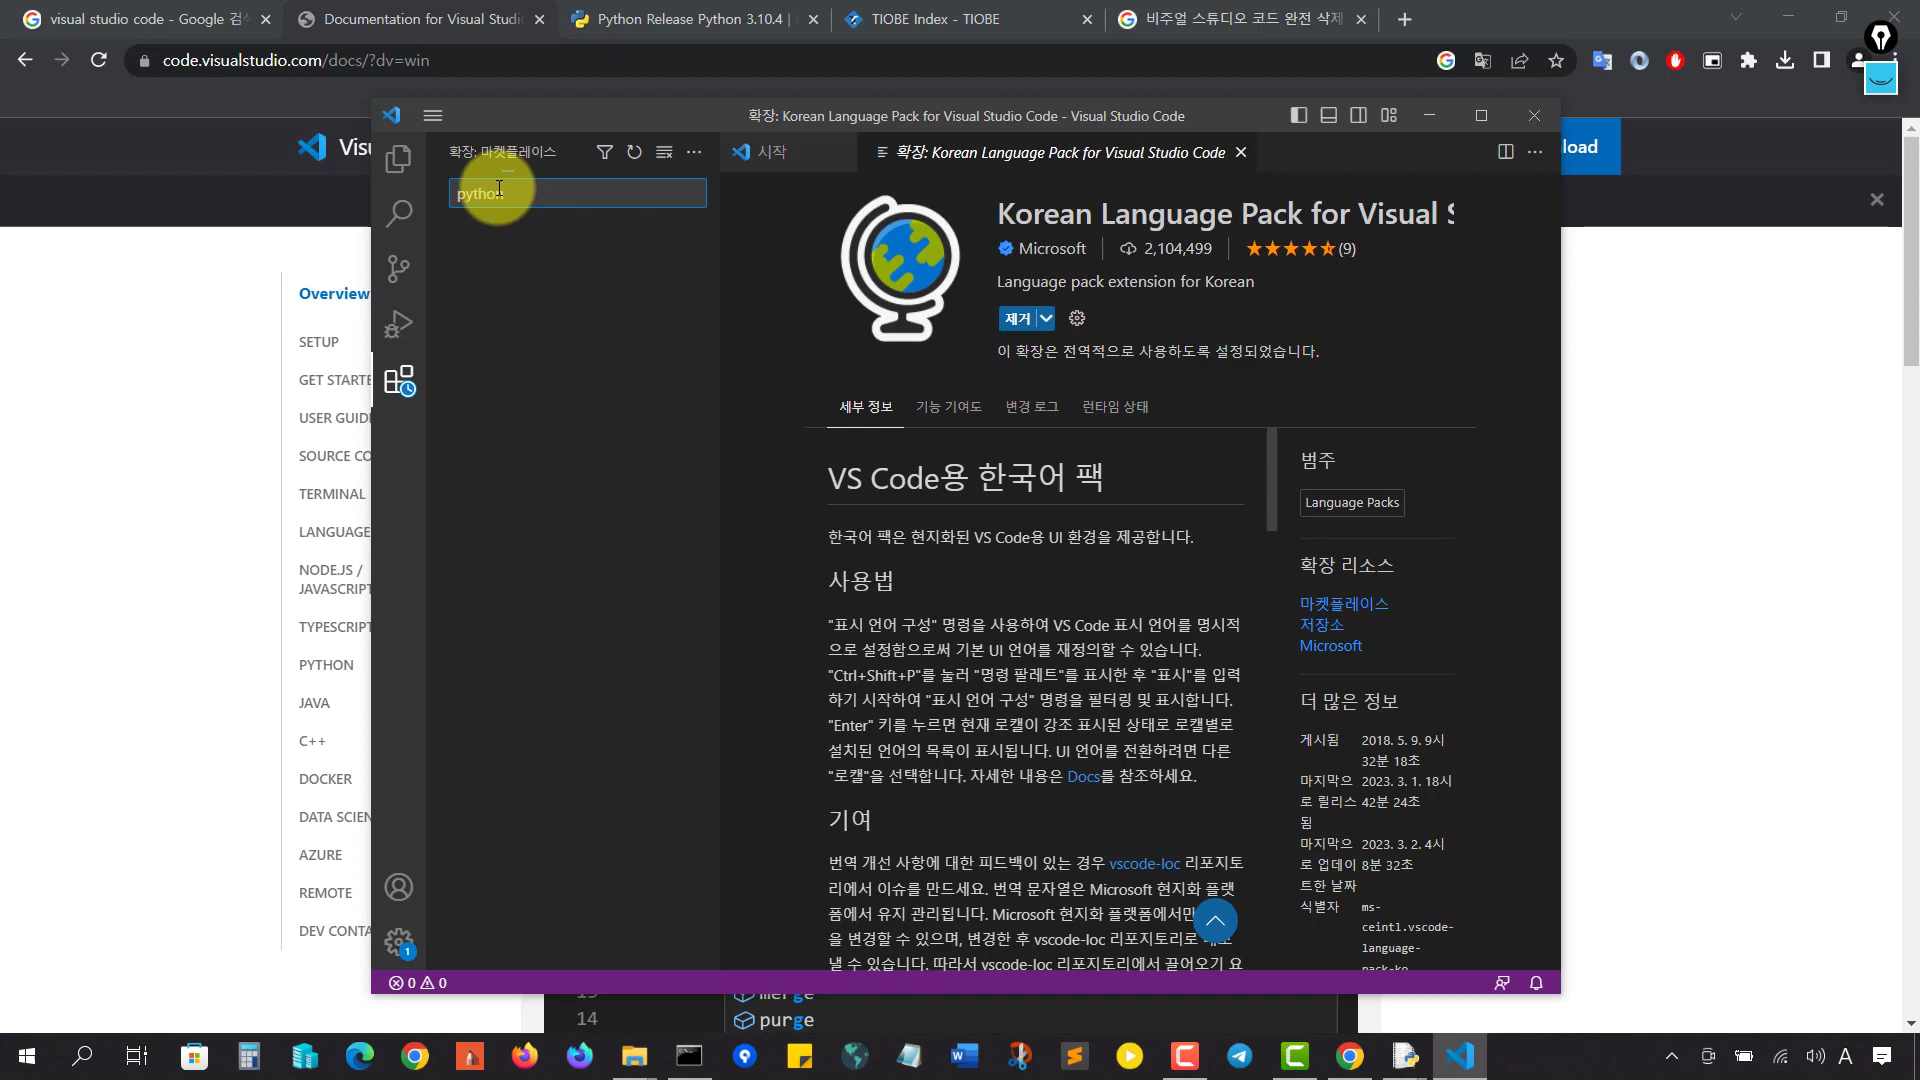 visual studio code - Google 검색
Documentation for Visual Studi
Python Release Python 3.10.4 |
TIOBE Index - TIOBE
비주얼 스튜디오 코드 완전 삭제
code.visualstudio.com/docs/?dv=win
Visu
load
확장: Korean Language Pack for Visual Studio Code - Visual Studio Code
확장: 마켓플레이스
시작
확장: Korean Language Pack for Visual Studio Code
python
Korean Language Pack for Visual S
Microsoft
2,104,499
(9)
Language pack extension for Korean
제거
이 확장은 전역적으로 사용하도록 설정되었습니다.
세부 정보
기능 기여도
변경 로그
런타임 상태
VS Code용 한국어 팩
한국어 팩은 현지화된 VS Code용 UI 환경을 제공합니다.
사용법
"표시 언어 구성" 명령을 사용하여 VS Code 표시 언어를 명시적
으로 설정함으로써 기본 UI 언어를 재정의할 수 있습니다.
"Ctrl+Shift+P"를 눌러 "명령 팔레트"를 표시한 후 "표시"를 입력
하기 시작하여 "표시 언어 구성" 명령을 필터링 및 표시합니다.
"Enter" 키를 누르면 현재 로캘이 강조 표시된 상태로 로캘별로
설치된 언어의 목록이 표시됩니다. UI 언어를 전환하려면 다른
"로캘"을 선택합니다. 자세한 내용은 Docs를 참조하세요.
기여
번역 개선 사항에 대한 피드백이 있는 경우 vscode-loc 리포지토
리에서 이슈를 만드세요. 번역 문자열은 Microsoft 현지화 플랫
폼에서 유지 관리됩니다. Microsoft 현지화 플랫폼에서만
을 변경할 수 있으며, 변경한 후 vscode-loc 리포지토리로 내보
낼 수 있습니다. 따라서 vscode-loc 리포지토리에서 끌어오기 요
범주
Language Packs
확장 리소스
마켓플레이스
저장소
Microsoft
더 많은 정보
게시됨 2018. 5. 9. 9시
32분 18초
마지막으 2023. 3. 1. 18시
로 릴리스 42분 24초
됨
마지막으 2023. 3. 2. 4시
로 업데이 8분 32초
트한 날짜
식별자 ms-
ceintl.vscode-
language-
pack-ko
Overview
SETUP
GET STARTE
USER GUID
SOURCE CO
TERMINAL
LANGUAGE
NODE.JS /
JAVASCRIPT
TYPESCRIPT
PYTHON
JAVA
C++
DOCKER
DATA SCIEN
AZURE
REMOTE
DEV CONTA
1
0
0
13
merge
14
purge
A